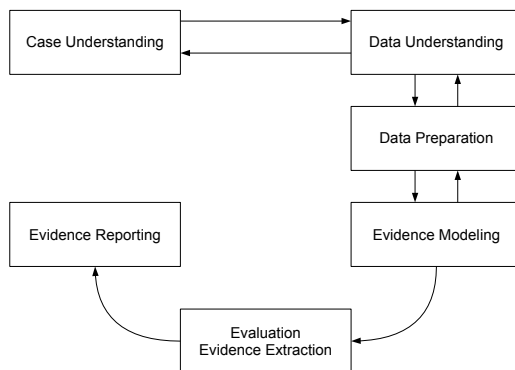 Case Understanding
Data Understanding
Data Preparation
Evidence Reporting
Evidence Modeling
Evaluation
Evidence Extraction